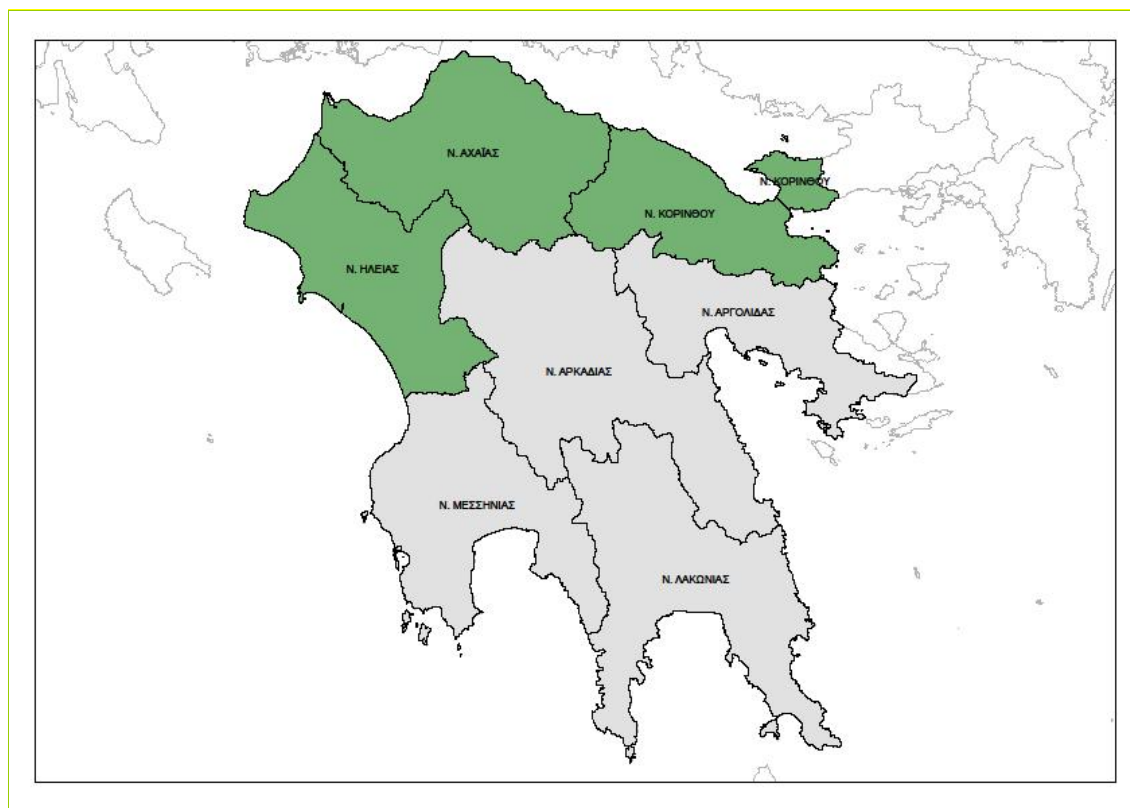 Ν. ΑΧΑΪΑΣ
Ν. ΚΟΡΙΝΘΟΥ
Ν. ΚΟΡΙΝΘΟΥ
Ν. ΗΛΕΙΑΣ
Ν. ΑΡΓΟΛΙΔΑΣ
Ν. ΑΡΚΑΔΙΑΣ
Ν. ΜΕΣΣΗΝΙΑΣ
Ν. ΛΑΚΩΝΙΑΣ